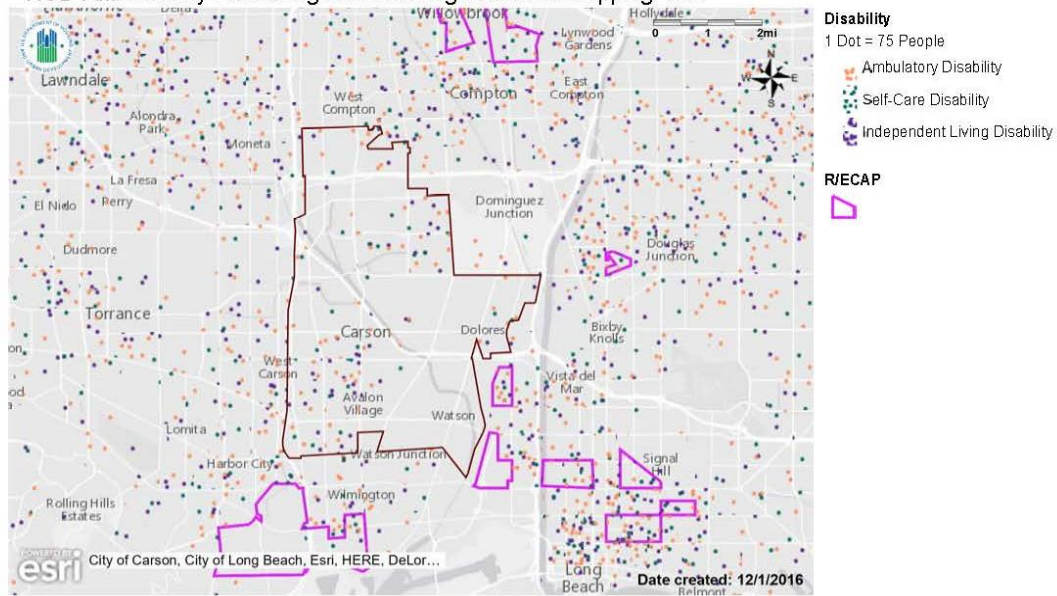 Willowbrook
Hollydale
Lynwood
Gardens
0 1 2mi
N
W E
S
Lawndale
West
Compton
Compton
East
Compton
Alondra
Park
Moneta
La Fresa
El Nido
Perry
Dominguez
Junction
Dudmore
Douglas
Junction
Torrance
Carson
Dolores
Bixby
Knolls
West
Carson
Vista del
Mar
Avalon
Village
Watson
Lomita
Watson Junction
Harbor City
Signal
Hill
Wilmington
Rolling Hills
Estates
POWERED BY
esri
City of Carson, City of Long Beach, Esri, HERE, DeLor...
Long
Beach
Date created: 12/1/2016
Belmont
Disability
1 Dot = 75 People
Ambulatory Disability
Self-Care Disability
Independent Living Disability
R/ECAP